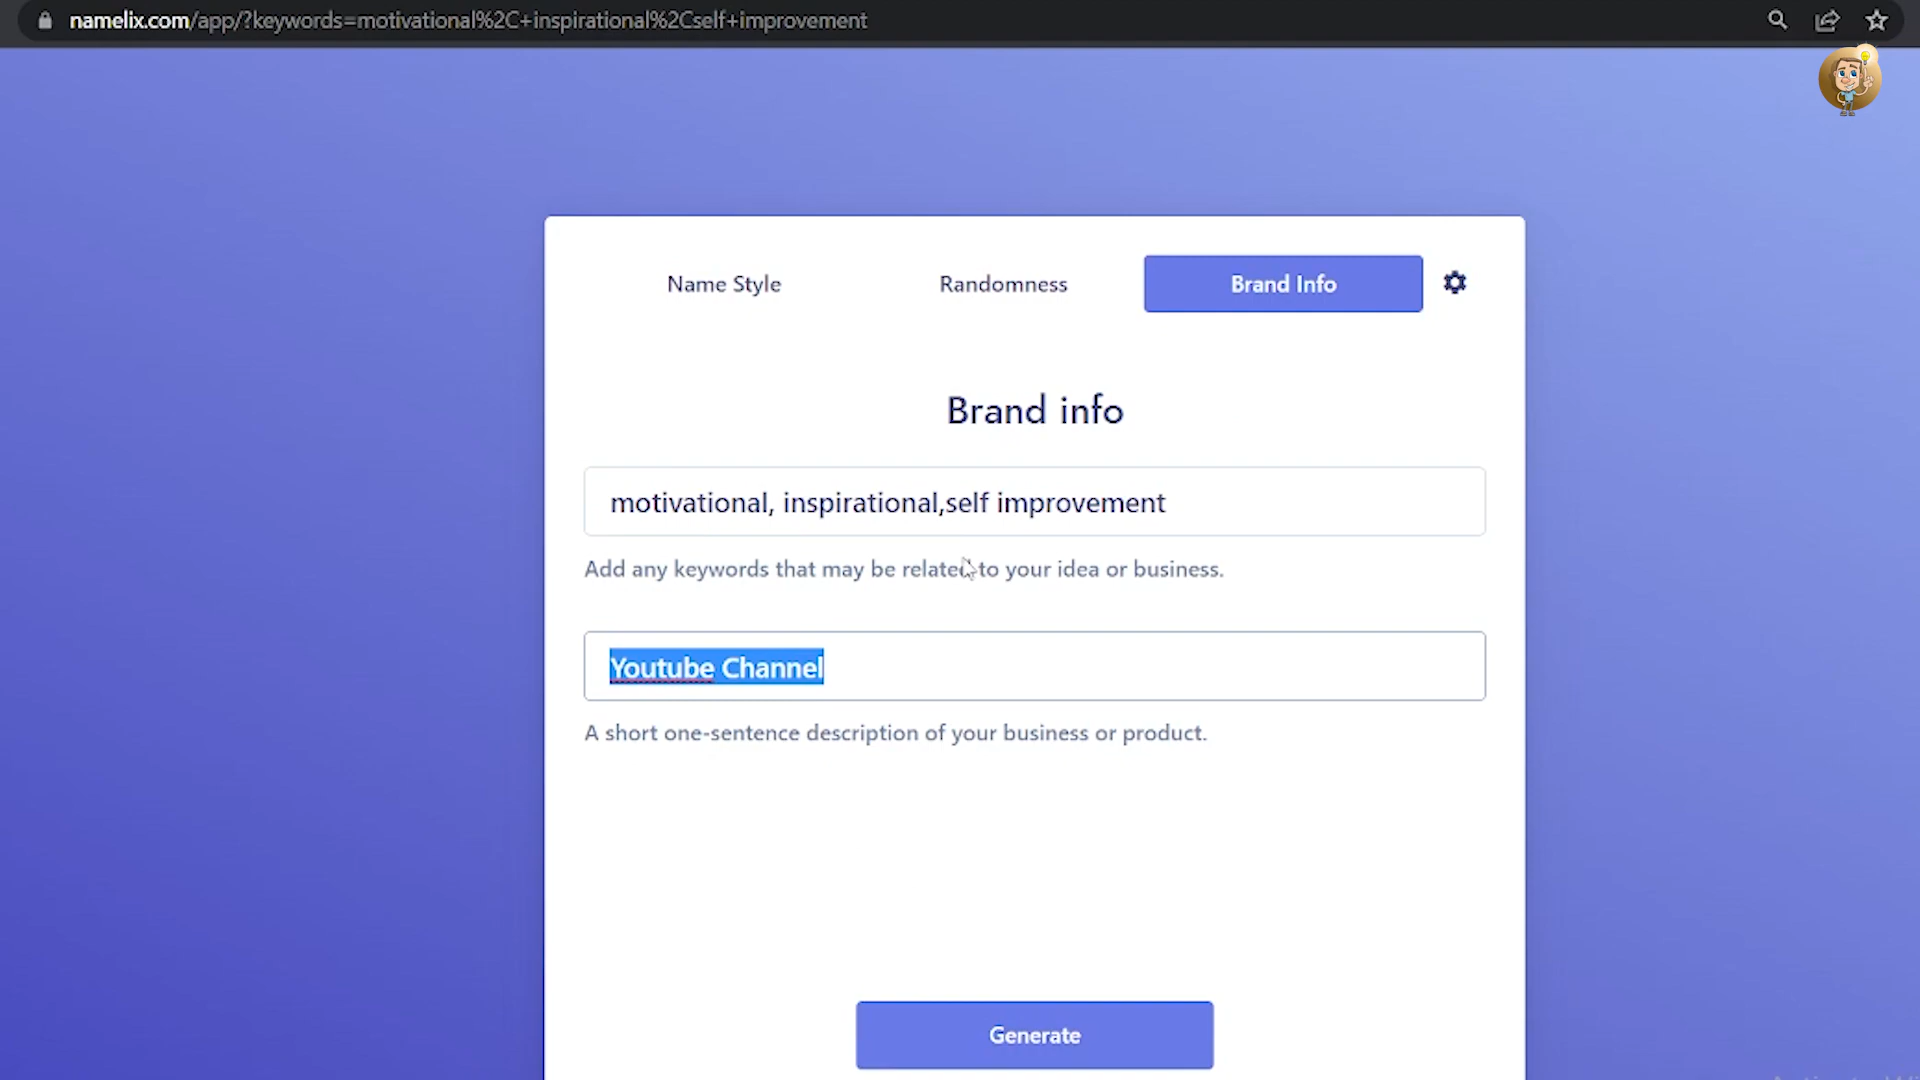 namelix.com/app/?keywords=motivational%2C+inspirational%2Cself+improvement
Name Style Randomness Brand Info
Brand info
motivational, inspirational,self improvement
Add any keywords that may be related to your idea or business.
Youtube Channel
A short one-sentence description of your business or product.
Generate